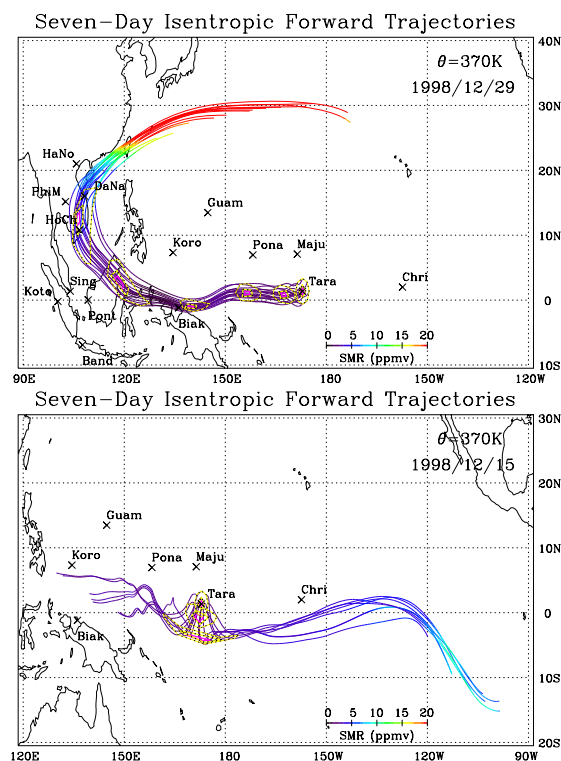 Seven-Day Isentropic Forward Trajectories
40N
θ=370K
1998/12/29
30N
HaNo
20N
PhiM
DaNa
HoCh
Guam
10N
Koro
Pona
Maju
Sing
Tara
Chri
Koto
0
Pont
Biak
0 5 10 15 20
SMR (ppmv)
Band
10S
90E 120E 150E 180 150W 120W
Seven-Day Isentropic Forward Trajectories
30N
θ=370K
1998/12/15
20N
Guam
10N
Koro
Pona
Maju
Tara
Chri
0
Biak
10S
0 5 10 15 20
SMR (ppmv)
20S
120E 150E 180 150W 120W 90W